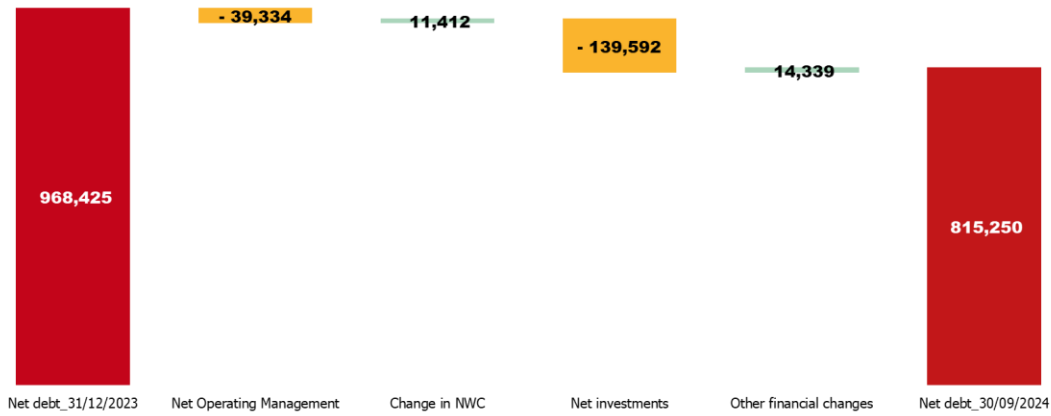 - 39,334
11,412
- 139,592
14,339
968,425
815,250
Net debt_31/12/2023
Net Operating Management
Change in NWC
Net investments
Other financial changes
Net debt_30/09/2024